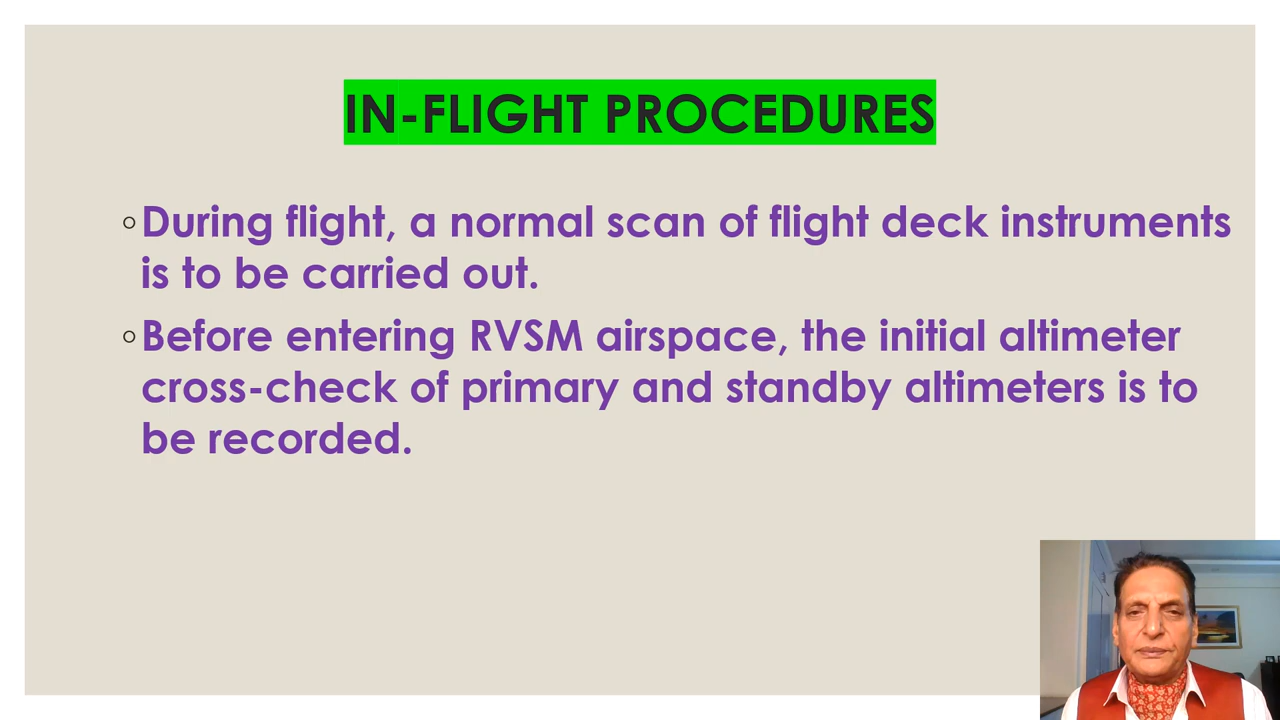 IN-FLIGHT PROCEDURES
◦During flight, a normal scan of flight deck instruments
is to be carried out.
◦Before entering RVSM airspace, the initial altimeter
cross-check of primary and standby altimeters is to
be recorded.